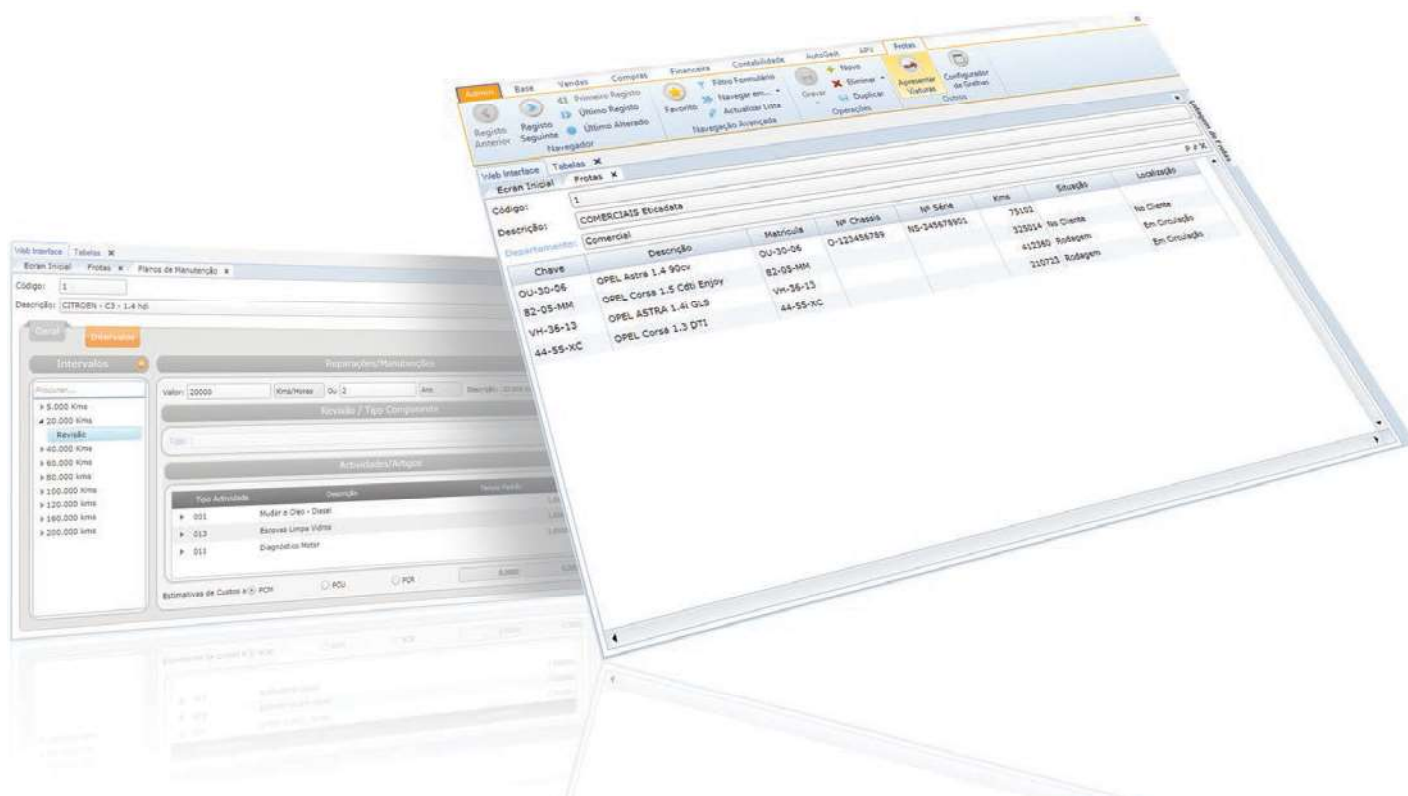 Web Interface Tabelas
Ecran Inicial Frotas Planos de Manutenção
Código: 1
Descrição: CITROEN - C3 - 1.4 hdi
Geral Intervalos
Intervalos
Procurar...
5.000 Kms
20.000 Kms
Revisão
40.000 Kms
60.000 Kms
80.000 kms
100.000 Kms
120.000 kms
160.000 kms
200.000 kms
Reparações/Manutenções
Valor: 20000 Kms/Horas Ou 2 Ano Descrição:
Revisão / Tipo Componente
Tipo
Actividades/Artigos
Tipo Actividade Descrição
001 Mudar o Oleo - Diesel
013 Escovas Limpa Vidros
011 Diagnóstico Motor
Estimativas de Custos a PCM PCU PCR 0,0000
Admin Base Vendas Compras Financeira Contabilidade AutoGest APV Frotas
Registo Anterior
Registo Seguinte
Primeiro Registo
Último Registo
Último Alterado
Navegador
Favorito
Filtro Formulário
Navegar em...
Actualizar Lista
Navegação Avançada
Gravar
Novo
Eliminar
Duplicar
Operações
Apresentar Viaturas
Configurador de Grelhas
Outros
Web Interface Tabelas
Ecran Inicial Frotas
Código: 1
Descrição: COMERCIAIS Eticadata
Departamento: Comercial
Chave Descrição Matricula Nº Chassis Nº Série Kms Situação Localização
OU-30-06 OPEL Astra 1.4 90cv OU-30-06 O-123456789 NS-345678901 75102 No Cliente No Cliente
82-05-MM OPEL Corsa 1.5 Cdti Enjoy 82-05-MM 325014 Rodagem Em Circulação
VH-36-13 OPEL ASTRA 1.4i GLS VH-36-13 412360 Rodagem Em Circulação
44-55-XC OPEL Corsa 1.3 DTI 44-55-XC 210723